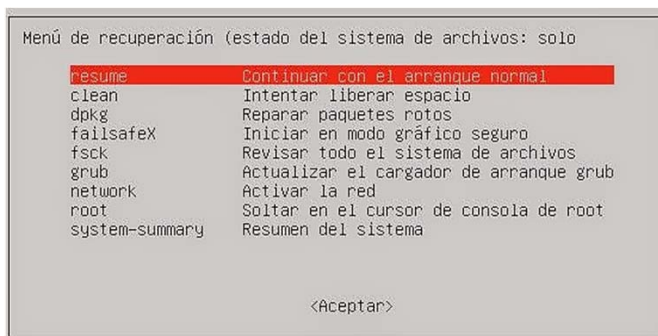 Menú de recuperación (estado del sistema de archivos: solo
resume Continuar con el arranque normal
clean Intentar liberar espacio
dpkg Reparar paquetes rotos
failsafeX Iniciar en modo gráfico seguro
fsck Revisar todo el sistema de archivos
grub Actualizar el cargador de arranque grub
network Activar la red
root Soltar en el cursor de consola de root
system-summary Resumen del sistema
<Aceptar>